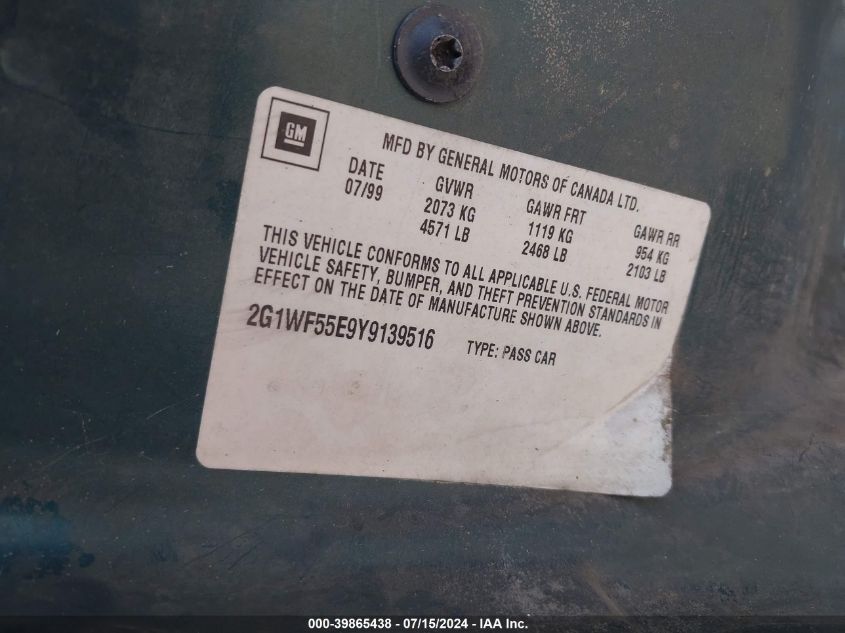 GM
MFD BY GENERAL MOTORS OF CANADA LTD.
DATE GVWR GAWR FRT GAWR RR
07/99 2073 KG 1119 KG 954 KG
4571 LB 2468 LB 2103 LB
THIS VEHICLE CONFORMS TO ALL APPLICABLE U.S. FEDERAL MOTOR
VEHICLE SAFETY, BUMPER, AND THEFT PREVENTION STANDARDS IN
EFFECT ON THE DATE OF MANUFACTURE SHOWN ABOVE.
2G1WF55E9Y9139516 TYPE: PASS CAR
000-39865438 - 07/15/2024 - IAA Inc.